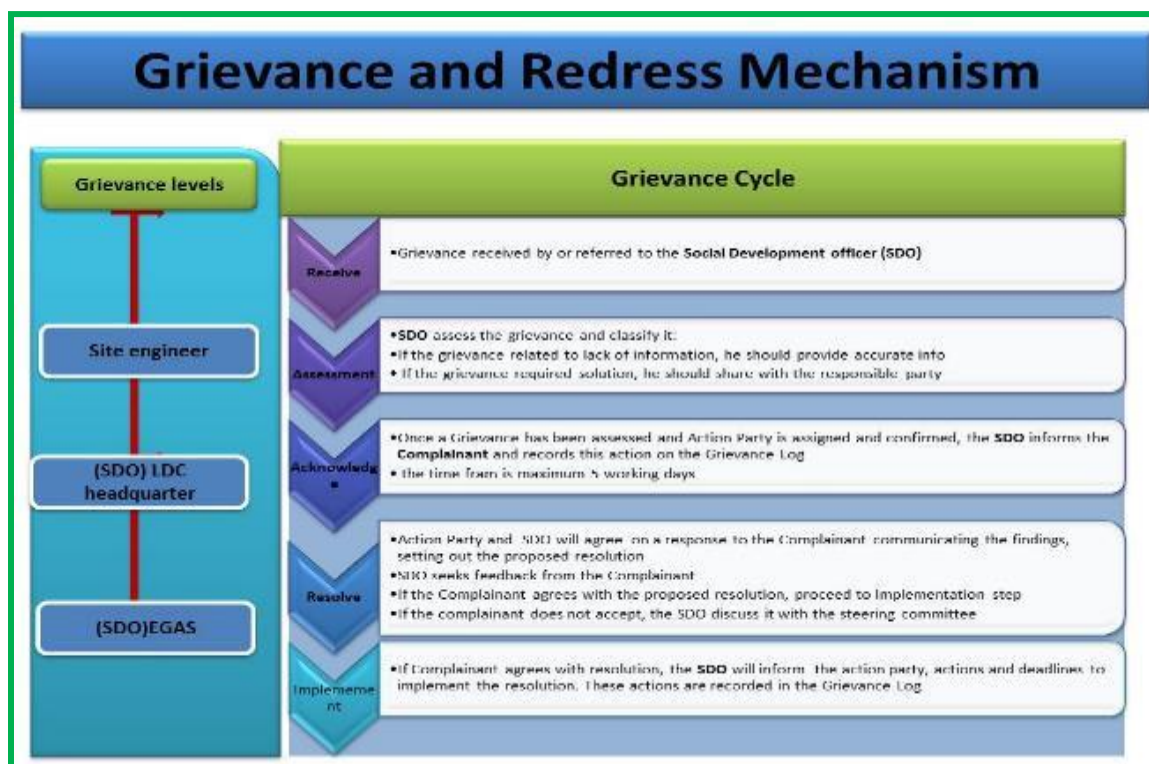 Grievance and Redress Mechanism
Grievance levels
Site engineer
(SDO) LDC
headquarter
(SDO)EGAS
Grievance Cycle
Receive
•Grievance received by or referred to the Social Development officer (SDO)
Assessment
•SDO assess the grievance and classify it:
•If the grievance related to lack of information, he should provide accurate info
• If the grievance required solution, he should share with the responsible party
Acknowledg
e
•Once a Grievance has been assessed and Action Party is assigned and confirmed, the SDO informs the
Complainant and records this action on the Grievance Log
• the time fram is maximum 5 working days
Resolve
•Action Party and SDO will agree on a response to the Complainant communicating the findings,
setting out the proposed resolution
•SDO seeks feedback from the Complainant
•If the Complainant agrees with the proposed resolution, proceed to Implementation step
•If the complainant does not accept, the SDO discuss it with the steering committee
Implememe
nt
•If Complainant agrees with resolution, the SDO will inform the action party, actions and deadlines to
implement the resolution. These actions are recorded in the Grievance Log